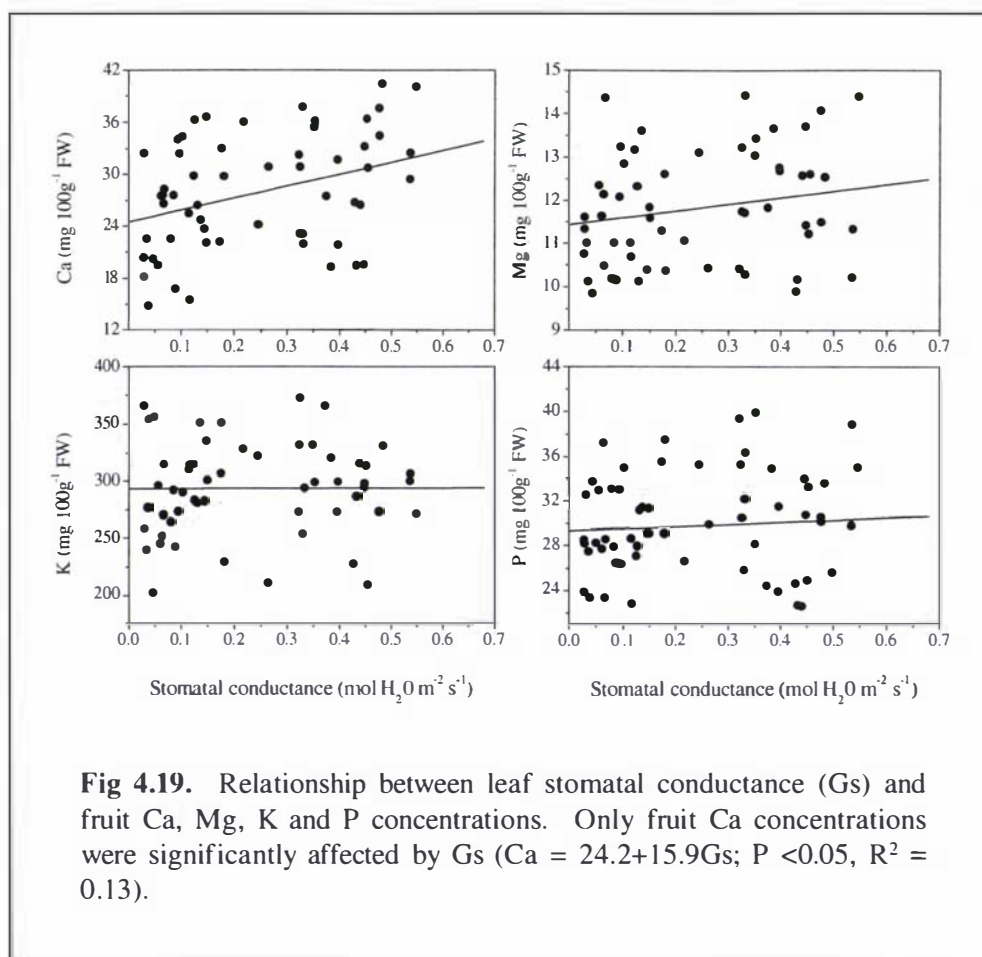 42
36
30
24
18
12
Ca (mg 100g⁻¹ FW)
0.1 0.2 0.3 0.4 0.5 0.6 0.7
15
14
13
12
11
10
9
Mg (mg 100g⁻¹ FW)
0.1 0.2 0.3 0.4 0.5 0.6 0.7
400
350
300
250
200
K (mg 100g⁻¹ FW)
0.0 0.1 0.2 0.3 0.4 0.5 0.6 0.7
Stomatal conductance (mol H₂0 m⁻² s⁻¹)
44
40
36
32
28
24
P (mg 100g⁻¹ FW)
0.0 0.1 0.2 0.3 0.4 0.5 0.6 0.7
Stomatal conductance (mol H₂0 m⁻² s⁻¹)
Fig 4.19. Relationship between leaf stomatal conductance (Gs) and
fruit Ca, Mg, K and P concentrations. Only fruit Ca concentrations
were significantly affected by Gs (Ca = 24.2+15.9Gs; P <0.05, R² =
0.13).